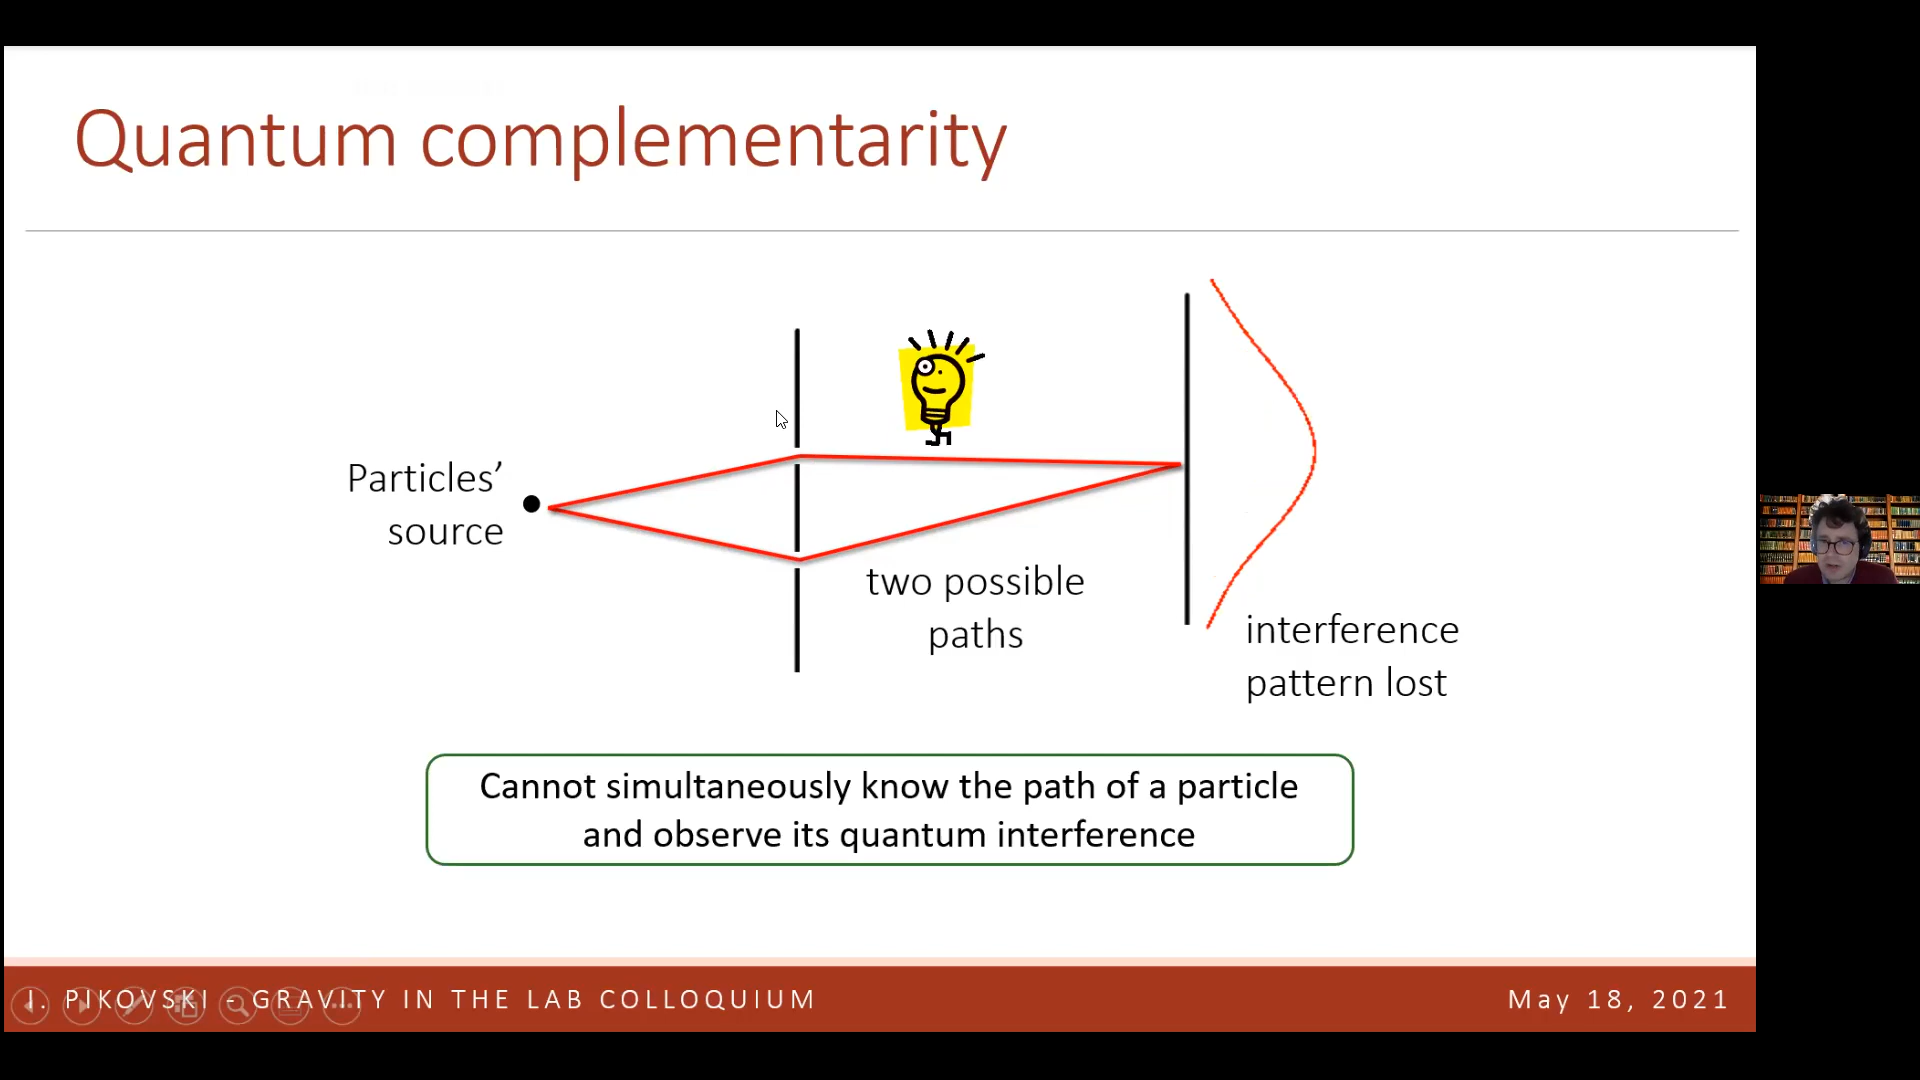 Quantum complementarity
Particles’
source
two possible
paths
interference
pattern lost
Cannot simultaneously know the path of a particle
and observe its quantum interference
I. PIKOVSKI - GRAVITY IN THE LAB COLLOQUIUM
May 18, 2021